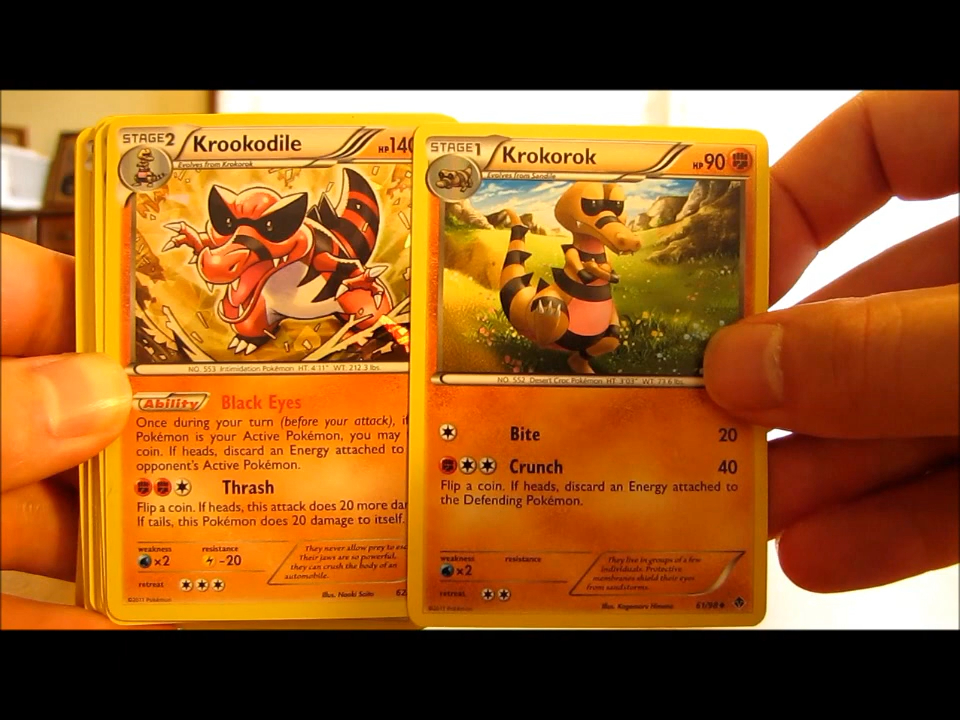 STAGE2 Krookodile HP140
Evolves from Krokorok
NO. 553 Intimidation Pokémon HT. 4'11" WT. 212.3 lbs.
Ability Black Eyes
Once during your turn (before your attack), if
Pokémon is your Active Pokémon, you may
coin. If heads, discard an Energy attached to
opponent's Active Pokémon.
Thrash
Flip a coin. If heads, this attack does 20 more
If tails, this Pokémon does 20 damage to itself.
weakness resistance
×2 -20
retreat
They never allow prey to
Their jaws are so powerful,
they can crush the body of an
automobile.
©2011 Pokémon
Illus. Naoki Saito 62
STAGE1 Krokorok HP90
Evolves from Sandile
NO. 552 Desert Croc Pokémon HT. 3'03" WT. 73.6 lbs.
Bite 20
Crunch 40
Flip a coin. If heads, discard an Energy attached to
the Defending Pokémon.
weakness resistance
×2
retreat
They live in groups of a few
individuals. Protective
membranes shield their eyes
from sandstorms.
©2011 Pokémon
Illus. Kagemaru Himeno 61/98